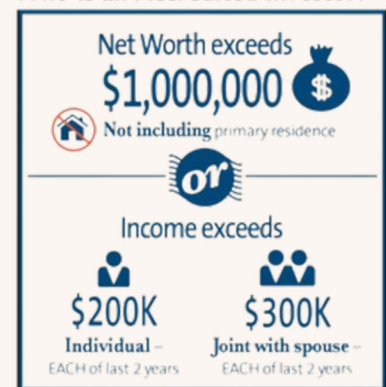 Net Worth exceeds
$1,000,000
$
Not including primary residence
or
Income exceeds
$200K
Individual –
EACH of last 2 years
$300K
Joint with spouse –
EACH of last 2 years